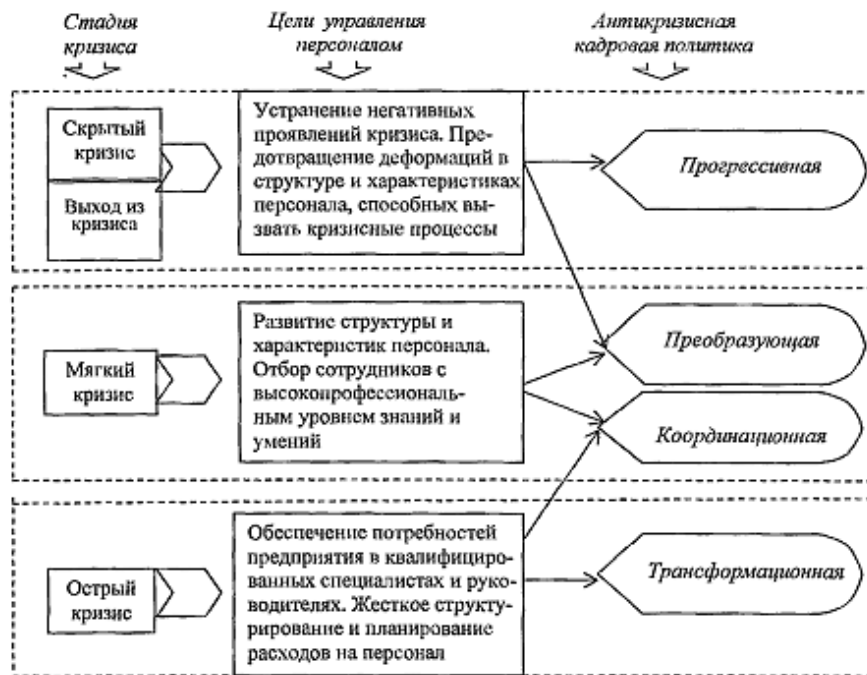 Стадия
кризиса
Цели управления
персоналом
Антикризисная
кадровая политика
Скрытый
кризис
Выход из
кризиса
Устранение негативных
проявлений кризиса. Пре-
дотвращение деформаций в
структуре и характеристиках
персонала, способных вы-
звать кризисные процессы
Прогрессивная
Мягкий
кризис
Развитие структуры и
характеристик персонала.
Отбор сотрудников с
высокопрофессиональ-
ным уровнем знаний и
умений
Преобразующая
Координационная
Острый
кризис
Обеспечение потребностей
предприятия в квалифициро-
ванных специалистах и руко-
водителях. Жесткое структу-
рирование и планирование
расходов на персонал
Трансформационная